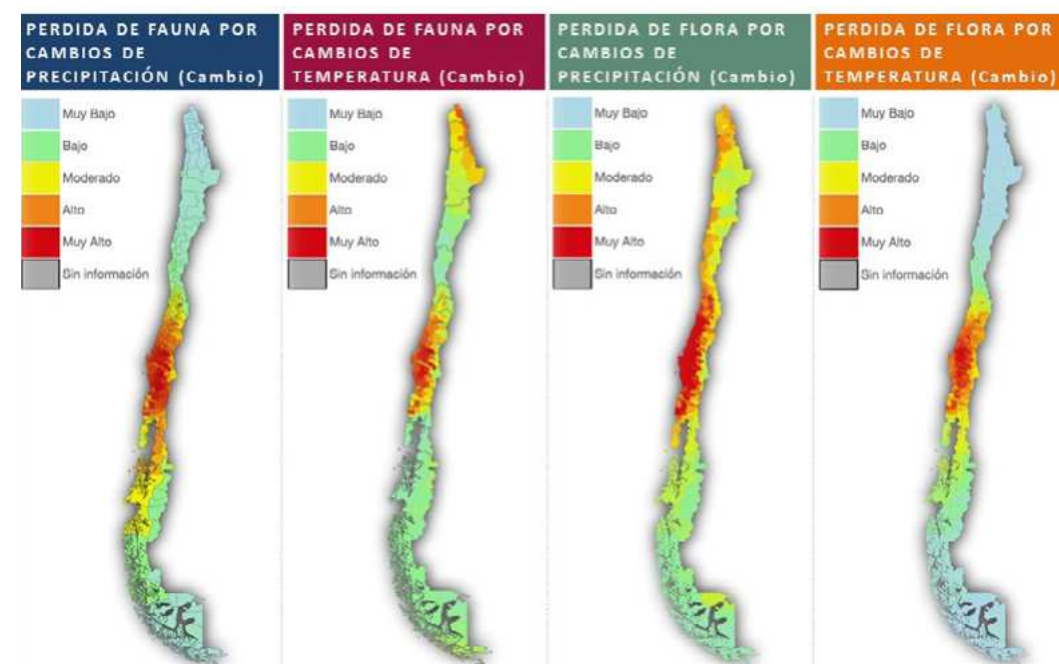 PERDIDA DE FAUNA POR
CAMBIOS DE
PRECIPITACIÓN (Cambio)
Muy Bajo
Bajo
Moderado
Alto
Muy Alto
Sin información
PERDIDA DE FAUNA POR
CAMBIOS DE
TEMPERATURA (Cambio)
Muy Bajo
Bajo
Moderado
Alto
Muy Alto
Sin información
PERDIDA DE FLORA POR
CAMBIOS DE
PRECIPITACIÓN (Cambio)
Muy Bajo
Bajo
Moderado
Alto
Muy Alto
Sin información
PERDIDA DE FLORA POR
CAMBIOS DE
TEMPERATURA (Cambio)
Muy Bajo
Bajo
Moderado
Alto
Muy Alto
Sin información